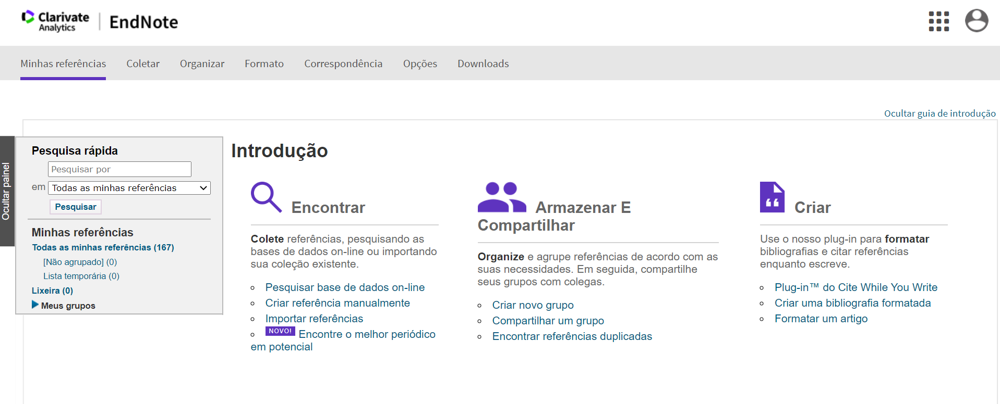 Clarivate
Analytics
EndNote
Minhas referências
Coletar
Organizar
Formato
Correspondência
Opções
Downloads
Ocultar guia de introdução
Ocultar painel
Pesquisa rápida
Pesquisar por
em Todas as minhas referências
Pesquisar
Minhas referências
Todas as minhas referências (167)
[Não agrupado] (0)
Lista temporária (0)
Lixeira (0)
Meus grupos
Introdução
Encontrar
Colete referências, pesquisando as
bases de dados on-line ou importando
sua coleção existente.
Pesquisar base de dados on-line
Criar referência manualmente
Importar referências
NOVO! Encontre o melhor periódico
em potencial
Armazenar E
Compartilhar
Organize e agrupe referências de acordo com as
suas necessidades. Em seguida, compartilhe
seus grupos com colegas.
Criar novo grupo
Compartilhar um grupo
Encontrar referências duplicadas
Criar
Use o nosso plug-in para formatar
bibliografias e citar referências
enquanto escreve.
Plug-in™ do Cite While You Write
Criar uma bibliografia formatada
Formatar um artigo